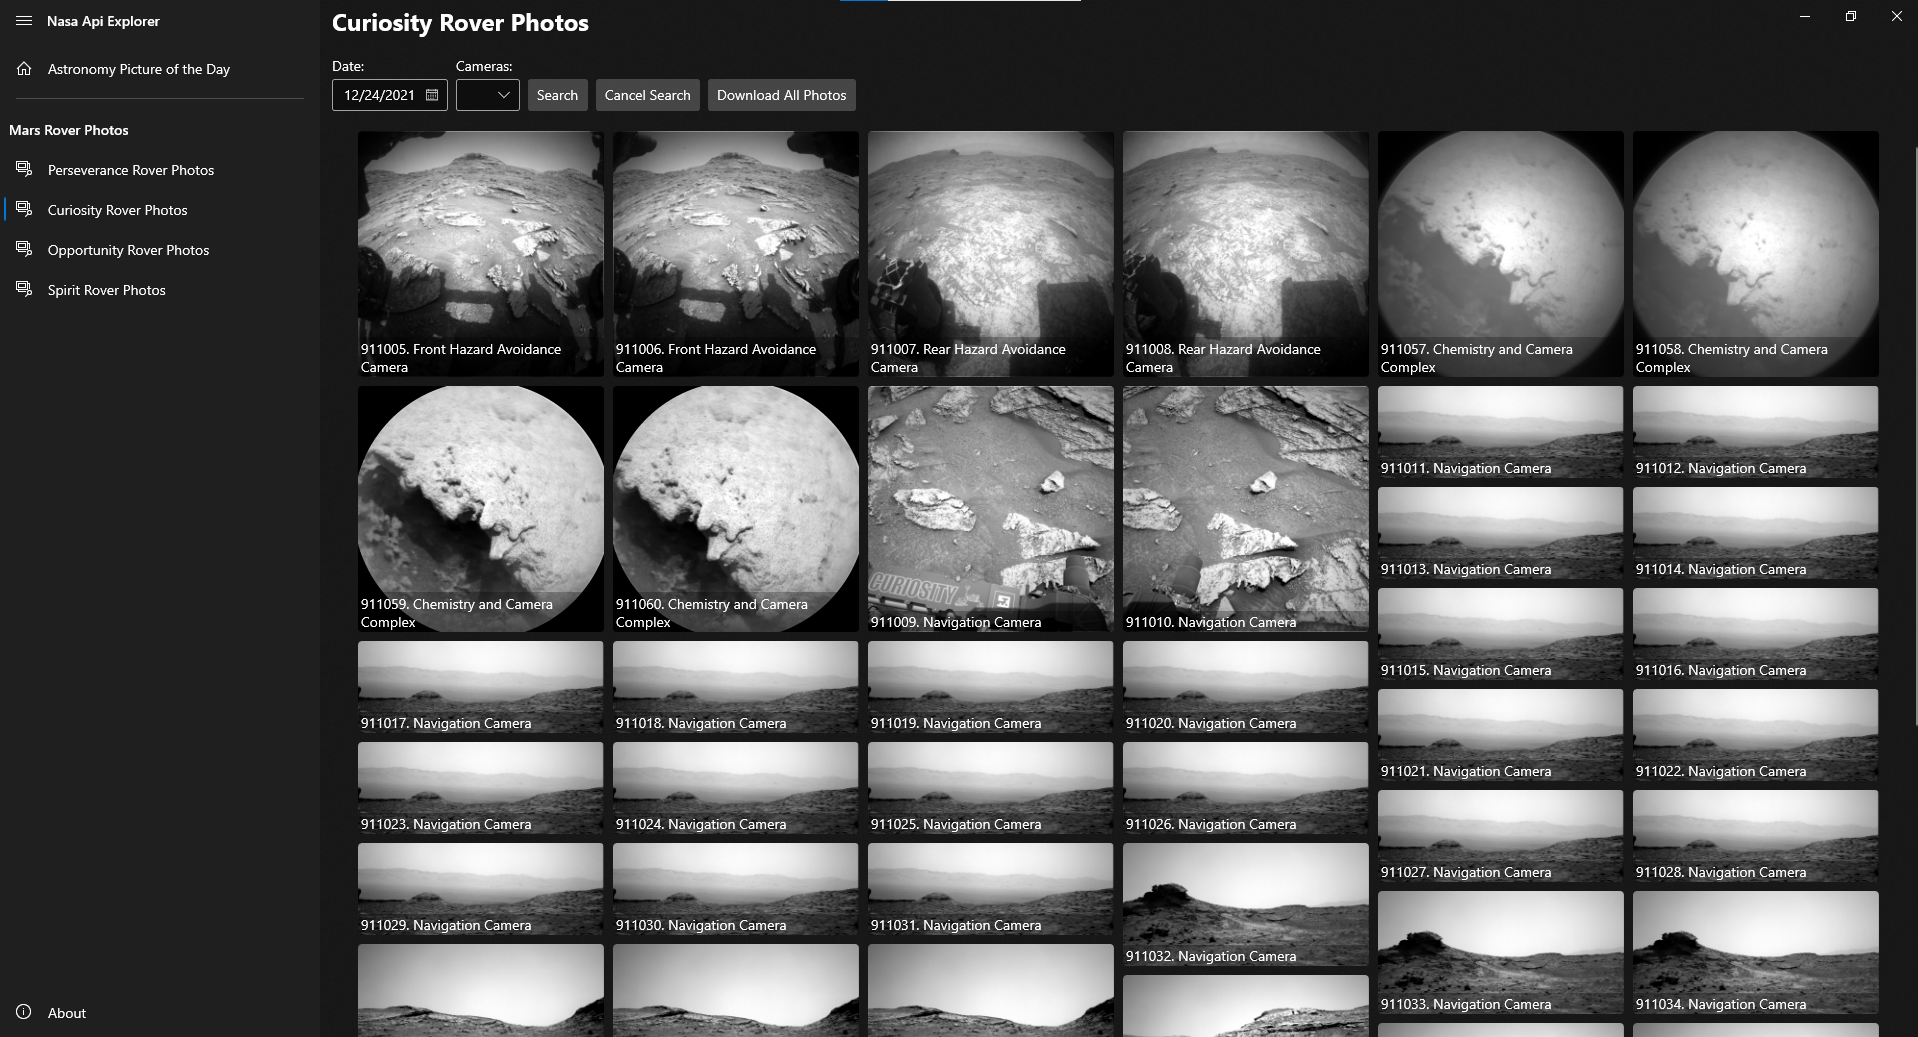 Nasa Api Explorer
Astronomy Picture of the Day
Mars Rover Photos
Perseverance Rover Photos
Curiosity Rover Photos
Opportunity Rover Photos
Spirit Rover Photos
About
Curiosity Rover Photos
Date:
Cameras:
12/24/2021
Search
Cancel Search
Download All Photos
911005. Front Hazard Avoidance
Camera
911006. Front Hazard Avoidance
Camera
911007. Rear Hazard Avoidance
Camera
911008. Rear Hazard Avoidance
Camera
911057. Chemistry and Camera
Complex
911058. Chemistry and Camera
Complex
911059. Chemistry and Camera
Complex
911060. Chemistry and Camera
Complex
CURIOSITY
911009. Navigation Camera
911010. Navigation Camera
911011. Navigation Camera
911012. Navigation Camera
911013. Navigation Camera
911014. Navigation Camera
911015. Navigation Camera
911016. Navigation Camera
911017. Navigation Camera
911018. Navigation Camera
911019. Navigation Camera
911020. Navigation Camera
911021. Navigation Camera
911022. Navigation Camera
911023. Navigation Camera
911024. Navigation Camera
911025. Navigation Camera
911026. Navigation Camera
911027. Navigation Camera
911028. Navigation Camera
911029. Navigation Camera
911030. Navigation Camera
911031. Navigation Camera
911032. Navigation Camera
911033. Navigation Camera
911034. Navigation Camera